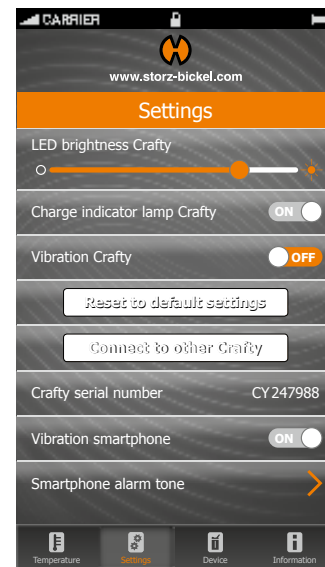 CARRIER
www.storz-bickel.com
Settings
LED brightness Crafty
Charge indicator lamp Crafty ON
Vibration Crafty OFF
Reset to default settings
Connect to other Crafty
Crafty serial number CY247988
Vibration smartphone ON
Smartphone alarm tone
Temperature Settings Device Information